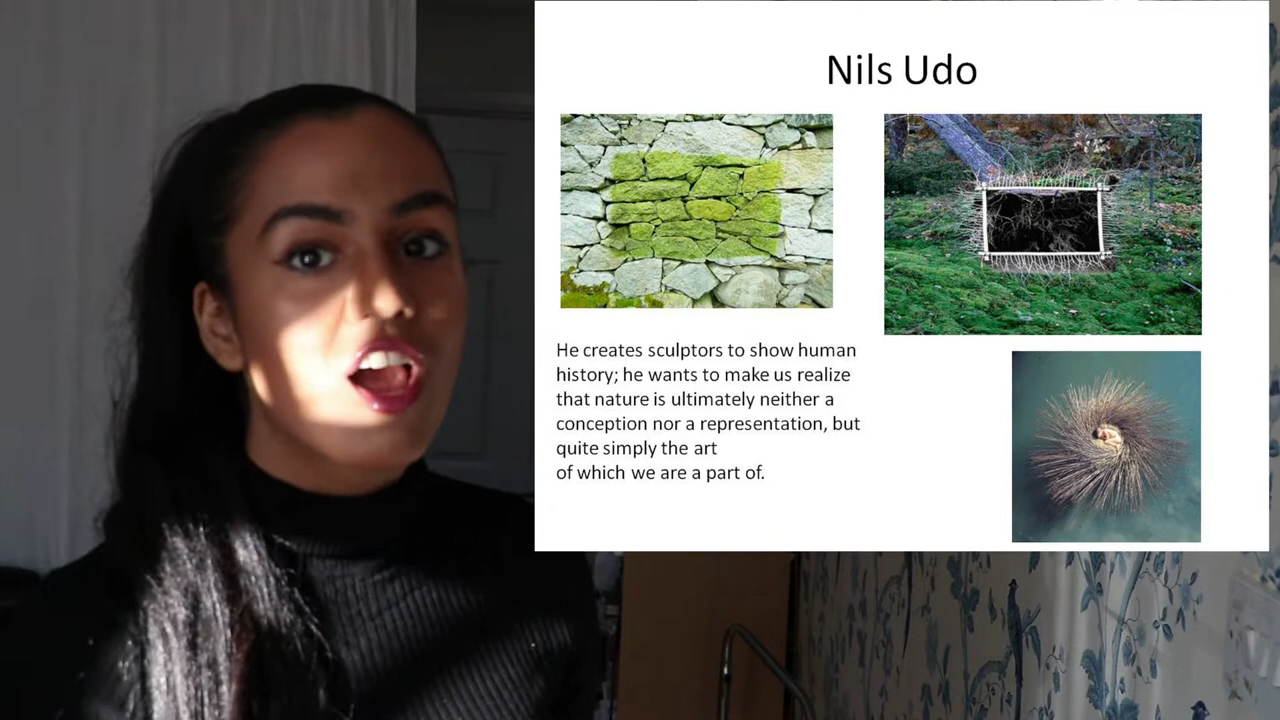 Nils Udo
He creates sculptors to show human
history; he wants to make us realize
that nature is ultimately neither a
conception nor a representation, but
quite simply the art
of which we are a part of.